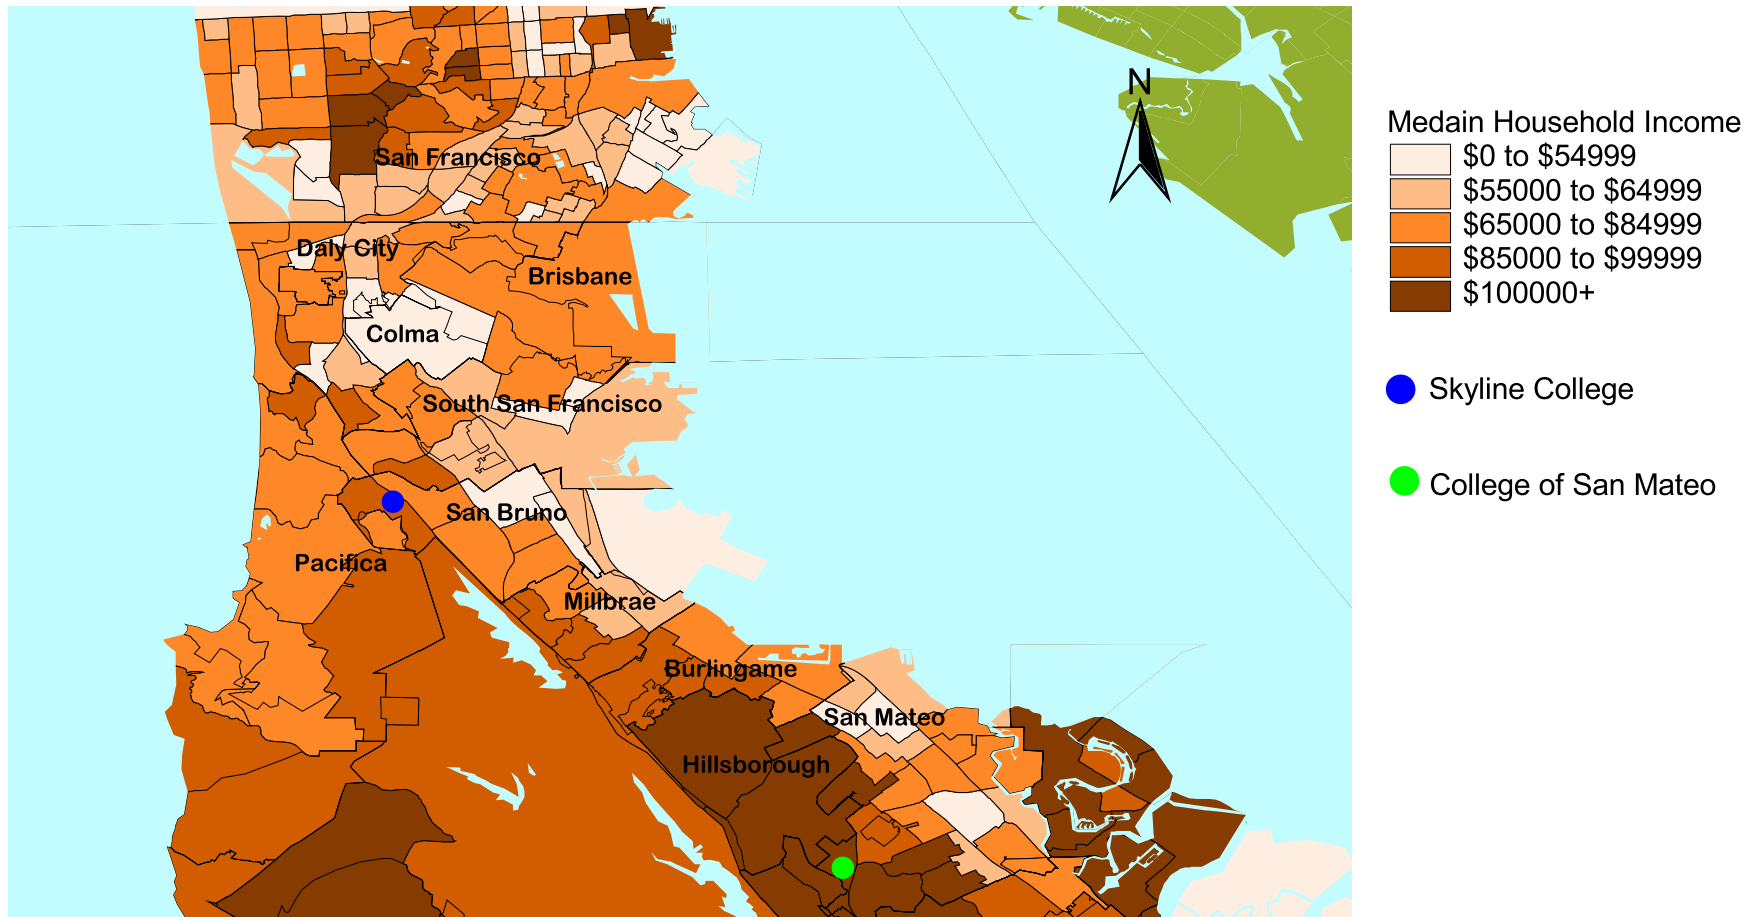 N
Medain Household Income
$0 to $54999
$55000 to $64999
$65000 to $84999
$85000 to $99999
$100000+
Skyline College
College of San Mateo
San Francisco
Daly City
Brisbane
Colma
South San Francisco
San Bruno
Pacifica
Millbrae
Burlingame
San Mateo
Hillsborough